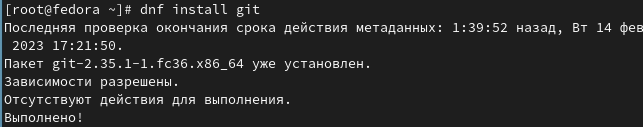 [root@fedora ~]# dnf install git
Последняя проверка окончания срока действия метаданных: 1:39:52 назад, Вт 14 фев
2023 17:21:50.
Пакет git-2.35.1-1.fc36.x86_64 уже установлен.
Зависимости разрешены.
Отсутствуют действия для выполнения.
Выполнено!